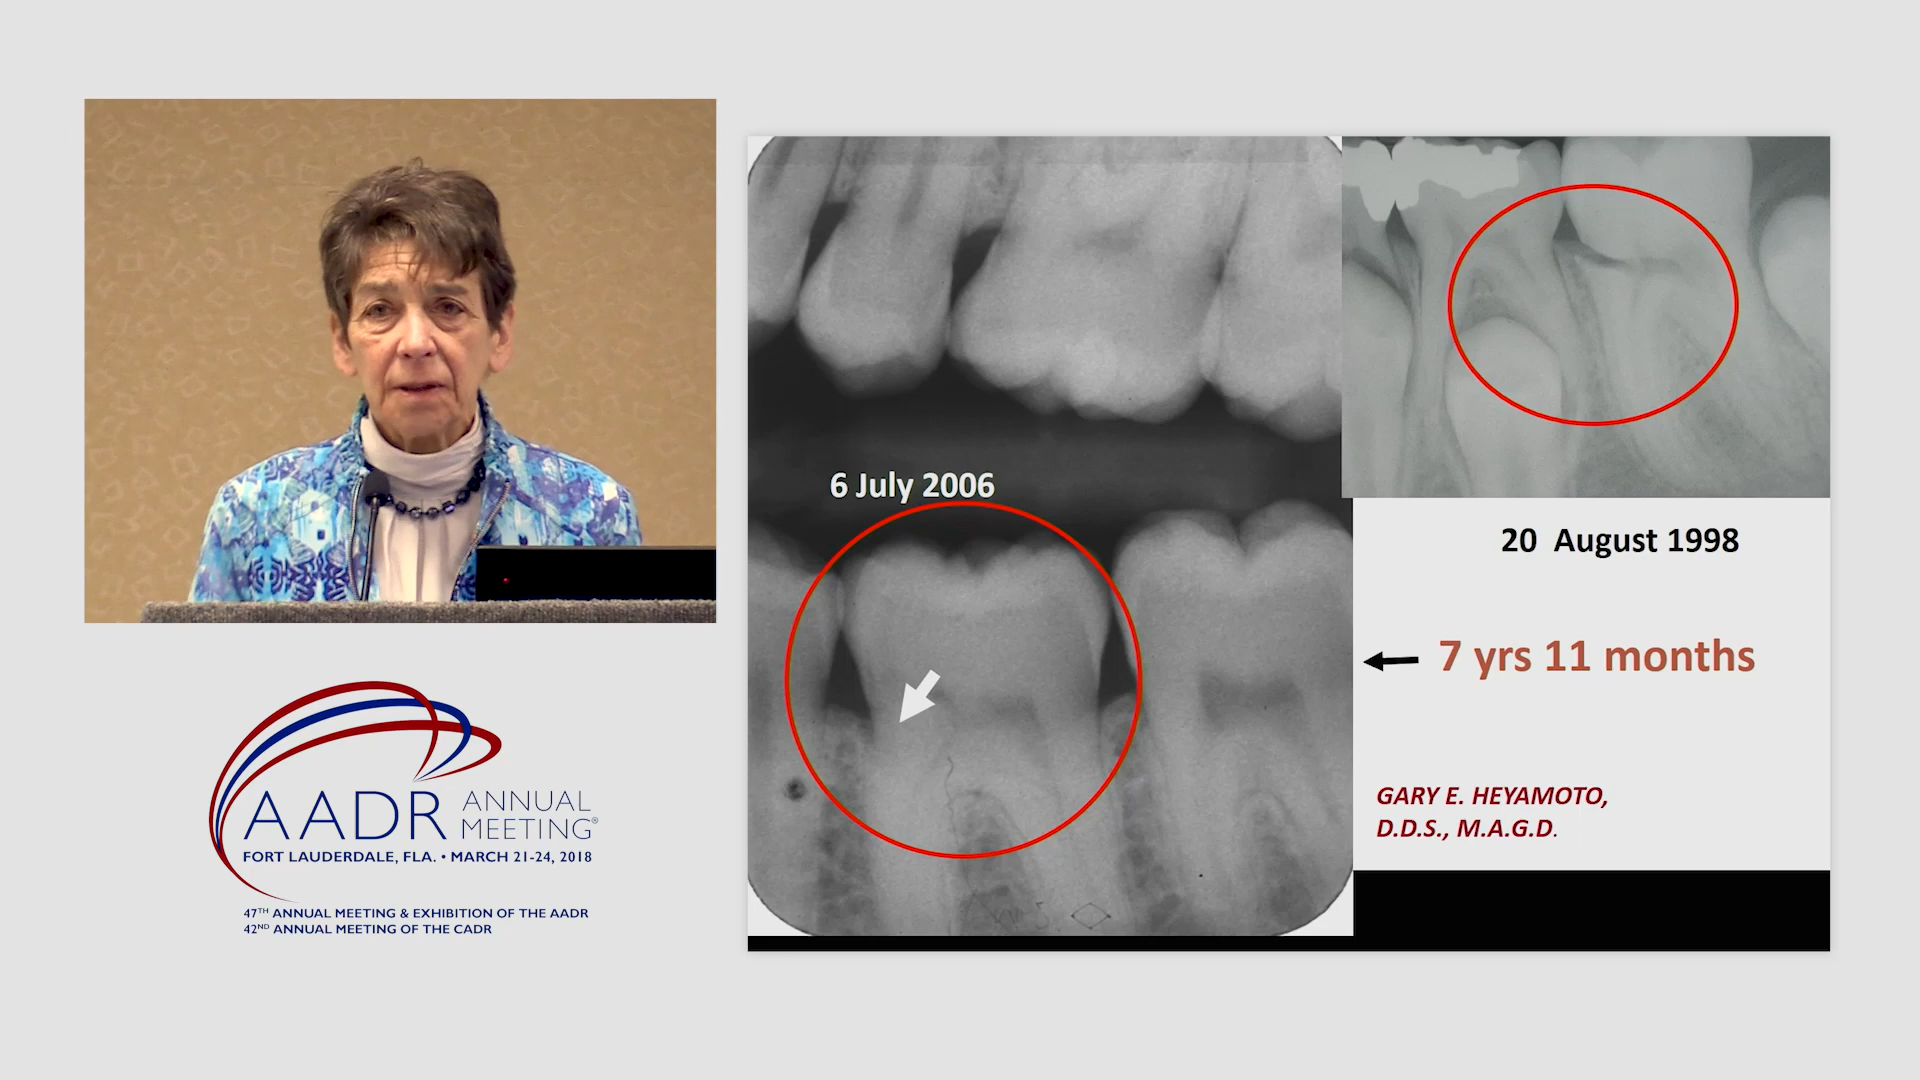 6 July 2006
20 August 1998
7 yrs 11 months
GARY E. HEYAMOTO,
D.D.S., M.A.G.D.
AADR ANNUAL MEETING®
FORT LAUDERDALE, FLA. • MARCH 21-24, 2018
47TH ANNUAL MEETING & EXHIBITION OF THE AADR
42ND ANNUAL MEETING OF THE CADR